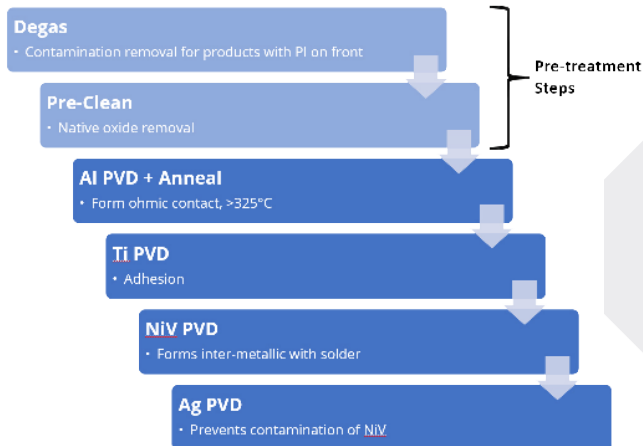 Degas
• Contamination removal for products with PI on front
Pre-treatment
Steps
Pre-Clean
• Native oxide removal
Al PVD + Anneal
• Form ohmic contact, >325°C
Ti PVD
• Adhesion
NiV PVD
• Forms inter-metallic with solder
Ag PVD
• Prevents contamination of NiV